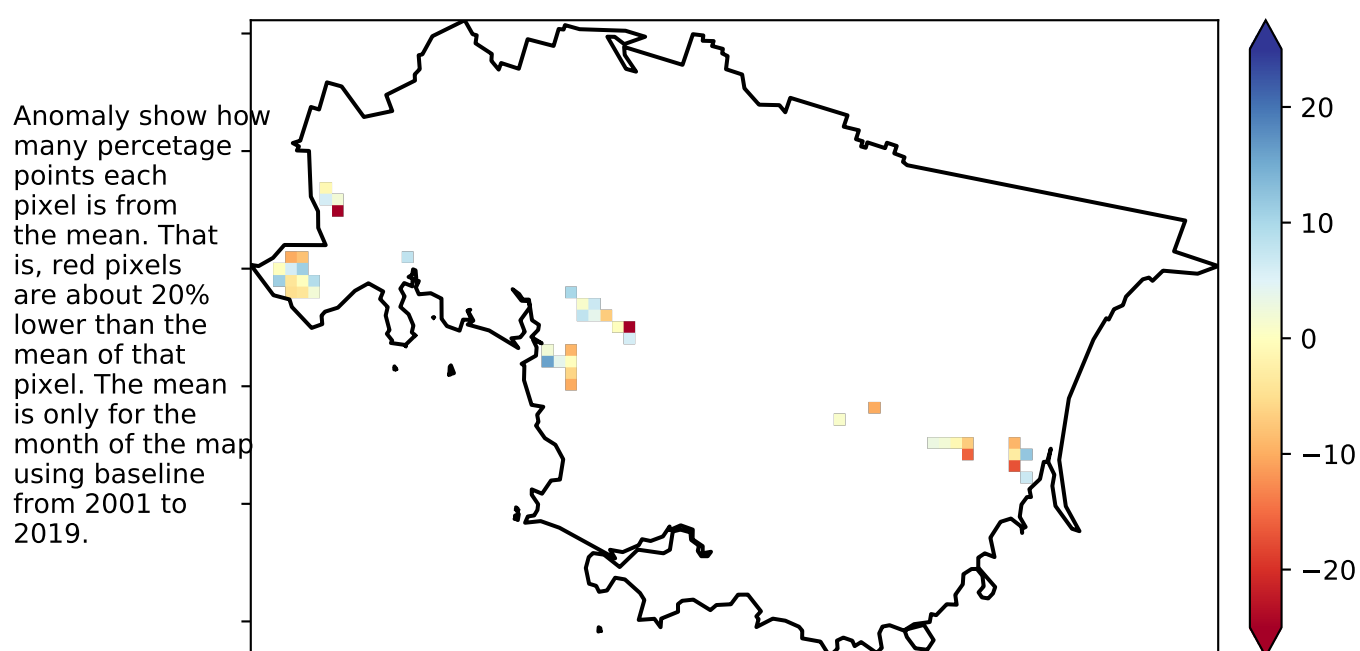 Anomaly show how
many percetage
points each
pixel is from
the mean. That
is, red pixels
are about 20%
lower than the
mean of that
pixel. The mean
is only for the
month of the map
using baseline
from 2001 to
2019.
20
10
0
−10
−20